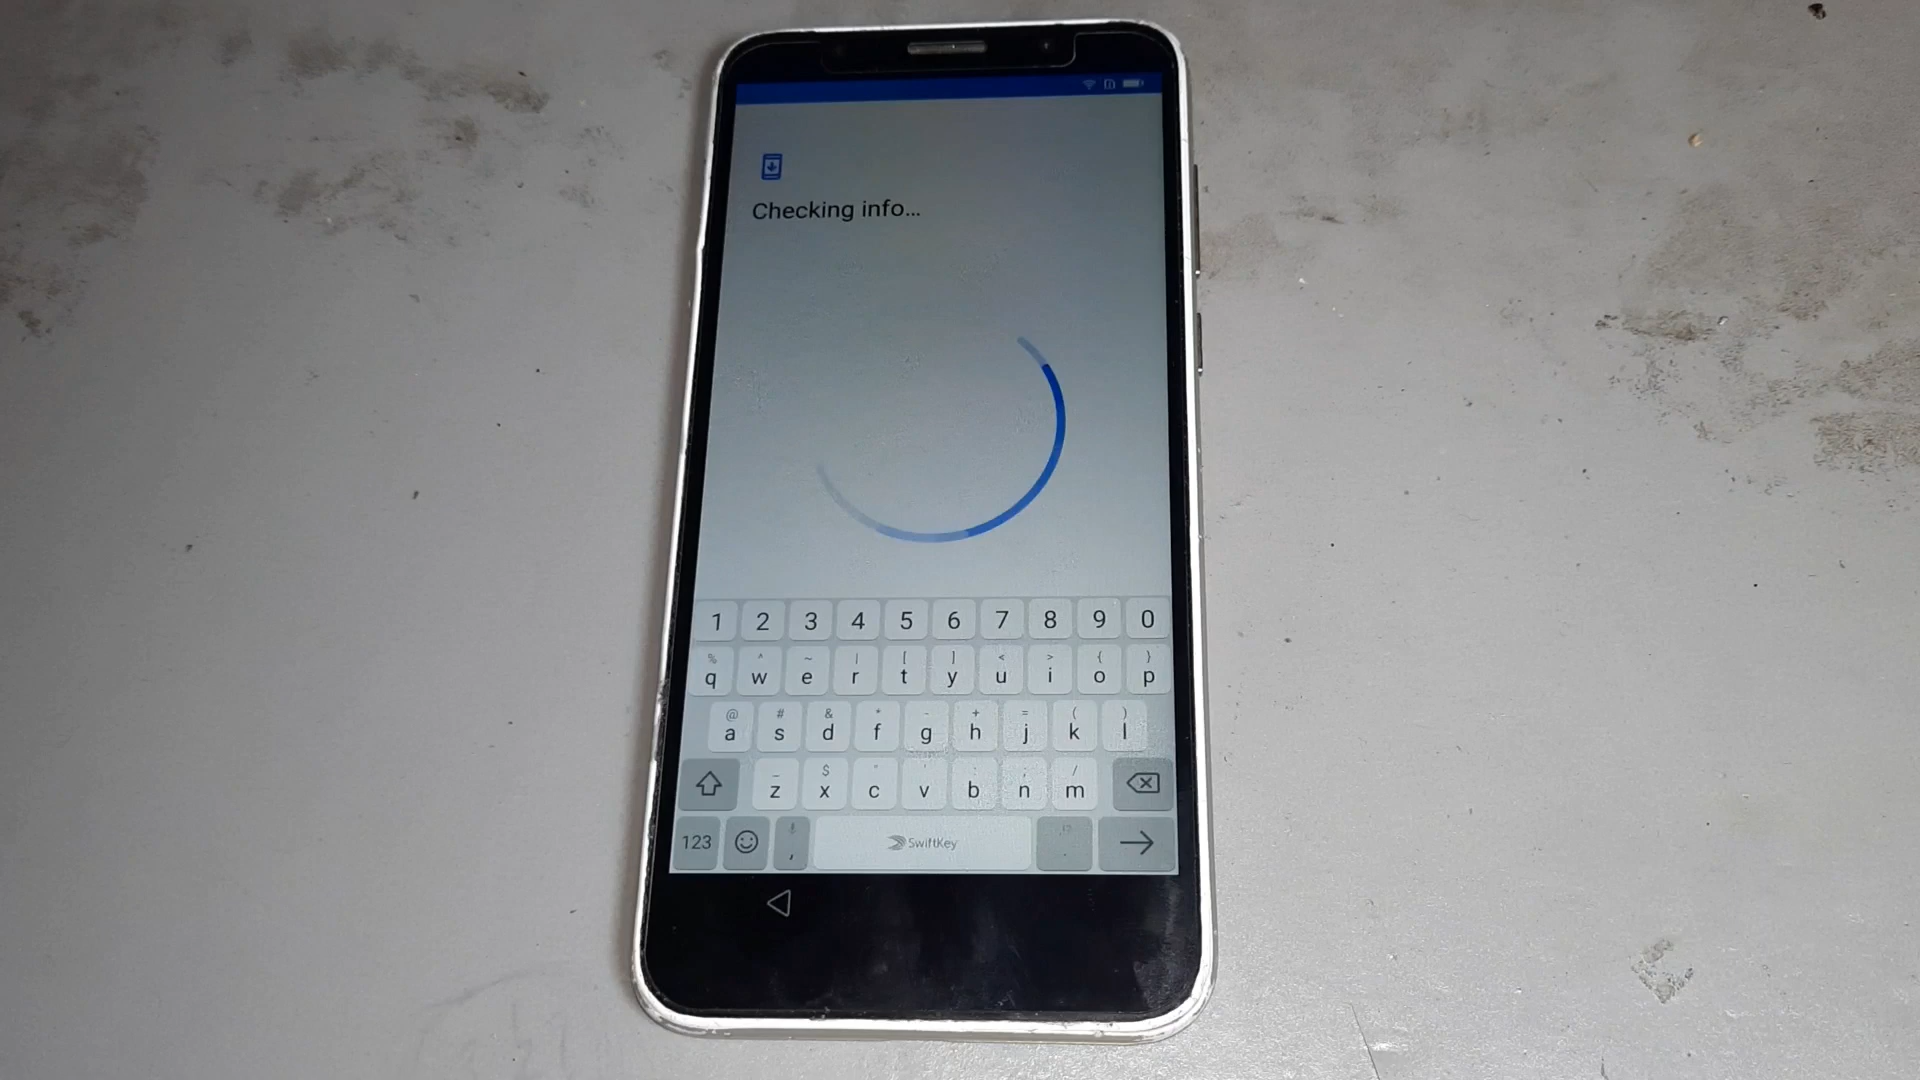 Checking info...
1 2 3 4 5 6 7 8 9 0
% ^ ~ | [ ] < > { }
q w e r t y u i o p
@ # & * - + = ( )
a s d f g h j k l
_ $ " ' : ; /
z x c v b n m
123 , SwiftKey !? .